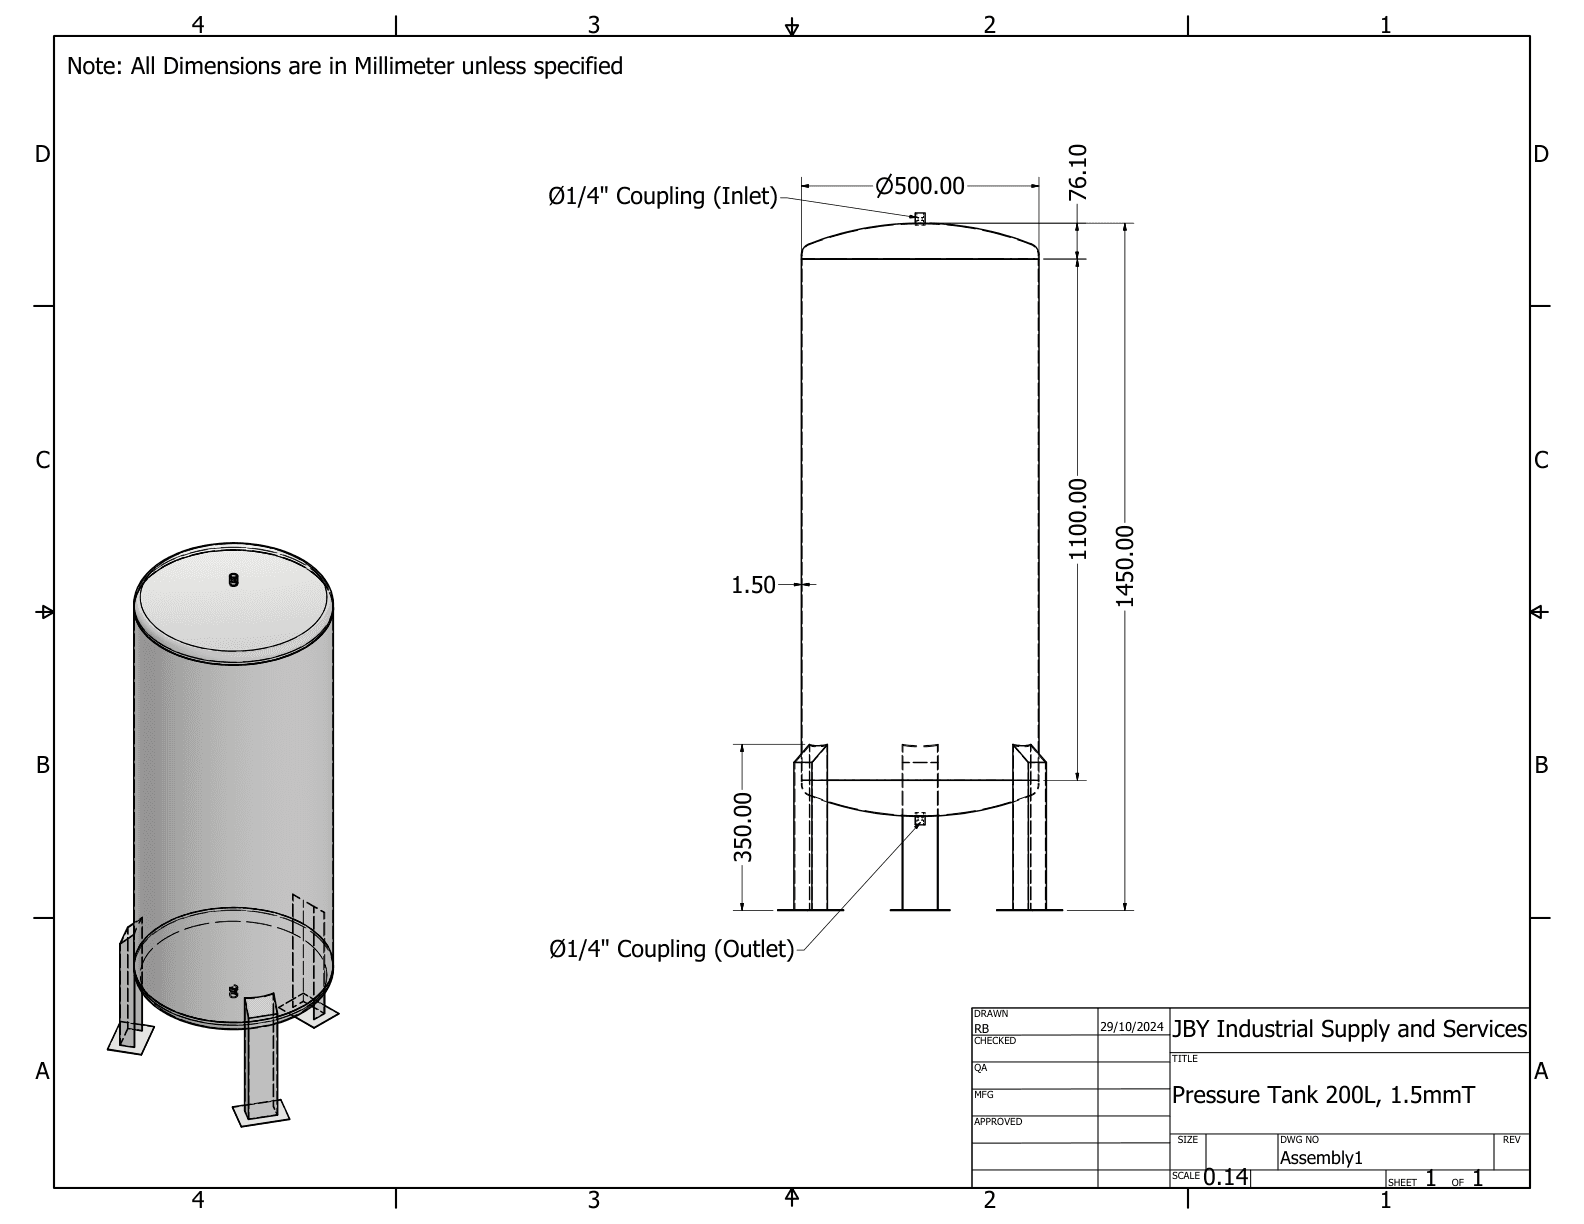 4 3 2 1
Note: All Dimensions are in Millimeter unless specified
D D
Ø1/4" Coupling (Inlet)
Ø500.00
76.10
C C
1100.00
1450.00
1.50
B B
350.00
Ø1/4" Coupling (Outlet)
A A
DRAWN
RB 29/10/2024
CHECKED
QA
MFG
APPROVED
JBY Industrial Supply and Services
TITLE
Pressure Tank 200L, 1.5mmT
SIZE DWG NO REV
Assembly1
SCALE 0.14 SHEET 1 OF 1
4 3 2 1